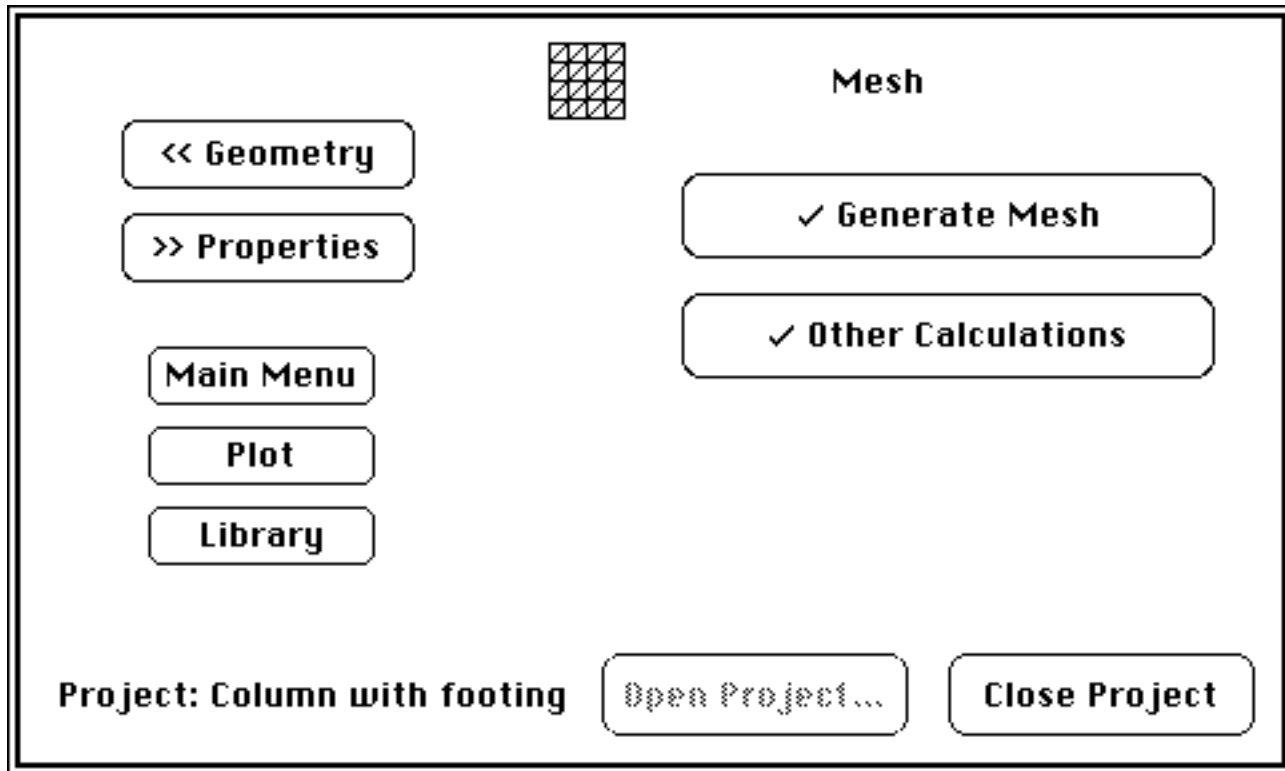 Mesh
<< Geometry
>> Properties
✓ Generate Mesh
✓ Other Calculations
Main Menu
Plot
Library
Project: Column with footing
Open Project...
Close Project